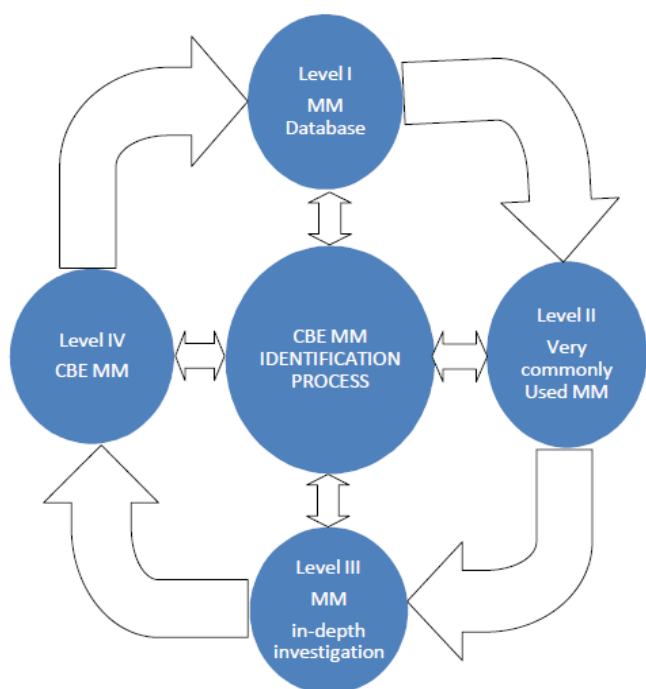 Level I
MM
Database
Level IV
CBE MM
CBE MM
IDENTIFICATION
PROCESS
Level II
Very
commonly
Used MM
Level III
MM
in-depth
investigation